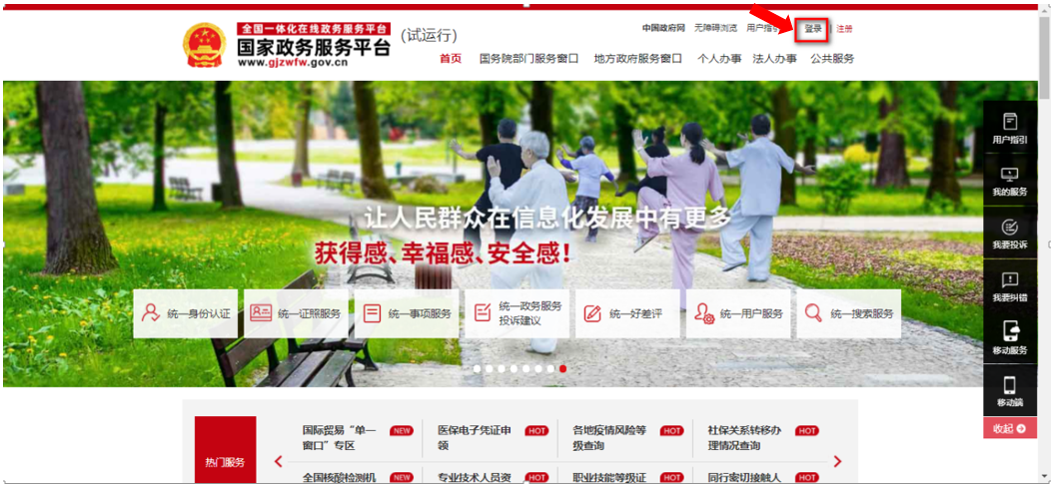 全国一体化在线政务服务平台
国家政务服务平台
www.gjzwfw.gov.cn
(试运行)
中国政府网 无障碍浏览 用户指 登录 | 注册
首页 国务院部门服务窗口 地方政府服务窗口 个人办事 法人办事 公共服务
让人民群众在信息化发展中有更多
获得感、幸福感、安全感！
统一身份认证
统一证照服务
统一事项服务
统一政务服务
投诉建议
统一好差评
统一用户服务
统一搜索服务
用户指引
我的服务
我要投诉
我要纠错
移动服务
移动端
收起
热门服务
国际贸易“单一 NEW
窗口”专区
医保电子凭证申 HOT
领
各地疫情风险等 HOT
级查询
社保关系转移办 HOT
理情况查询
全国核酸检测机 NEW
专业技术人员资 HOT
职业技能等级证 HOT
同行密切接触人 HOT